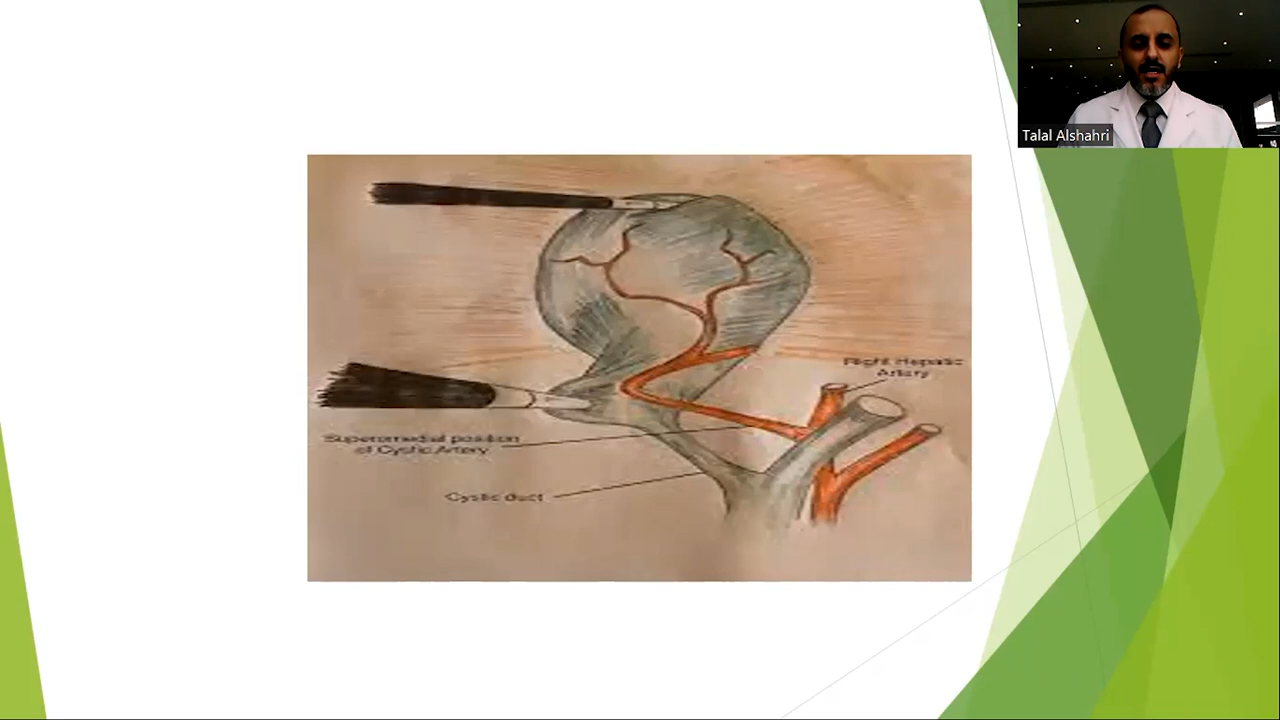 Talal Alshahri
Right Hepatic
Artery
Superomedial position
of Cystic Artery
Cystic duct